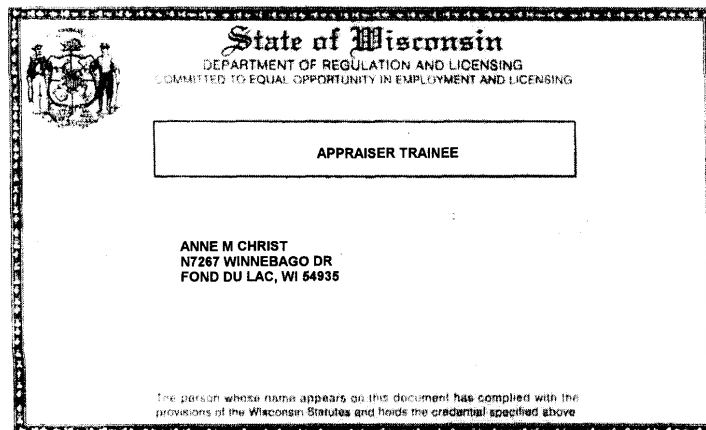 State of Wisconsin
DEPARTMENT OF REGULATION AND LICENSING
COMMITTED TO EQUAL OPPORTUNITY IN EMPLOYMENT AND LICENSING
APPRAISER TRAINEE
ANNE M CHRIST
N7267 WINNEBAGO DR
FOND DU LAC, WI 54935
The person whose name appears on this document has complied with the
provisions of the Wisconsin Statutes and holds the credential specified above